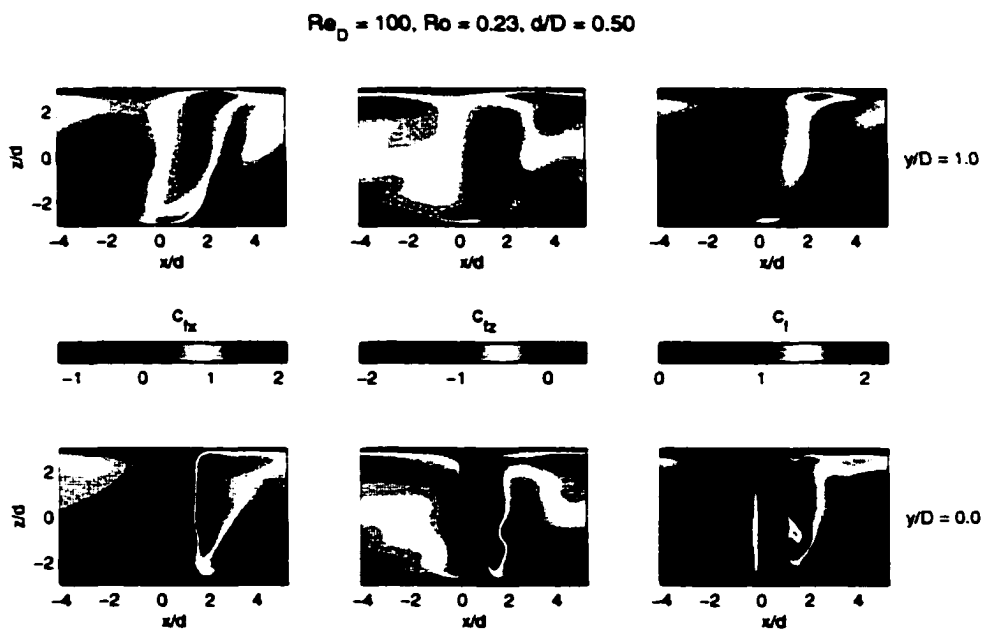 Re_D = 100, Ro = 0.23, d/D = 0.50
z/d
2
0
−2
−4 −2 0 2 4
x/d
−4 −2 0 2 4
x/d
−4 −2 0 2 4
x/d
y/D = 1.0
C_fx
−1 0 1 2
C_fz
−2 −1 0
C_f
0 1 2
z/d
2
0
−2
−4 −2 0 2 4
x/d
−4 −2 0 2 4
x/d
−4 −2 0 2 4
x/d
y/D = 0.0